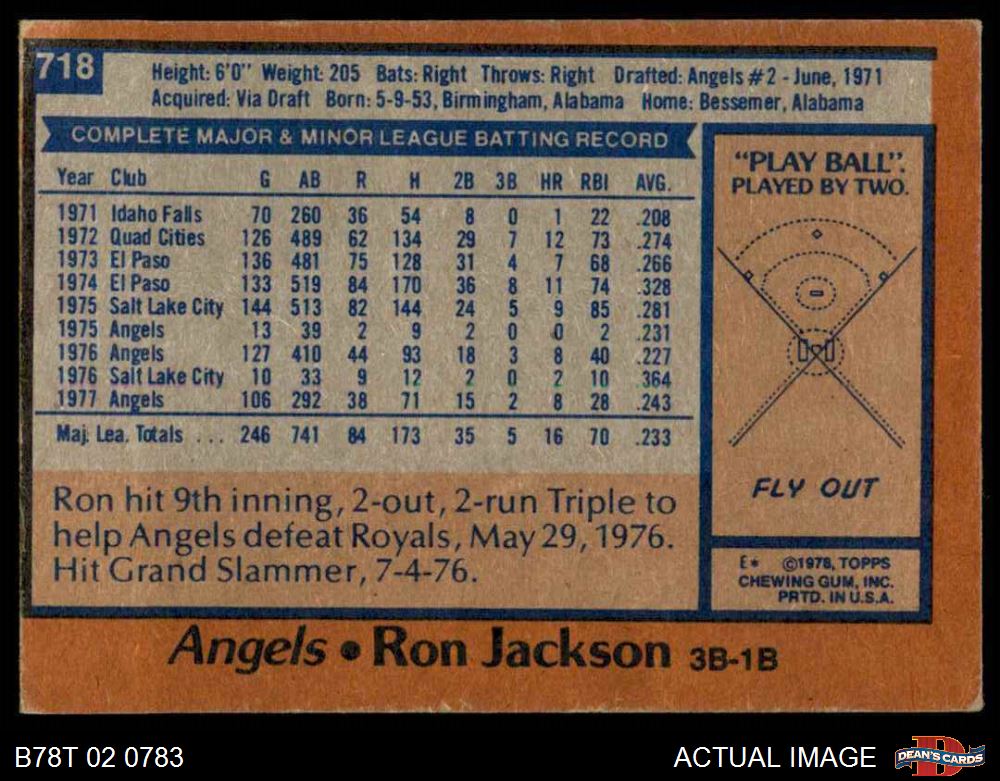 718
Height: 6'0" Weight: 205 Bats: Right Throws: Right Drafted: Angels #2 - June, 1971
Acquired: Via Draft Born: 5-9-53, Birmingham, Alabama Home: Bessemer, Alabama
COMPLETE MAJOR & MINOR LEAGUE BATTING RECORD
Year Club G AB R H 2B 3B HR RBI AVG.
1971 Idaho Falls 70 260 36 54 8 0 1 22 .208
1972 Quad Cities 126 489 62 134 29 7 12 73 .274
1973 El Paso 136 481 75 128 31 4 7 68 .266
1974 El Paso 133 519 84 170 36 8 11 74 .328
1975 Salt Lake City 144 513 82 144 24 5 9 85 .281
1975 Angels 13 39 2 9 2 0 0 2 .231
1976 Angels 127 410 44 93 18 3 8 40 .227
1976 Salt Lake City 10 33 9 12 2 0 2 10 .364
1977 Angels 106 292 38 71 15 2 8 28 .243
Maj. Lea. Totals ... 246 741 84 173 35 5 16 70 .233
Ron hit 9th inning, 2-out, 2-run Triple to
help Angels defeat Royals, May 29, 1976.
Hit Grand Slammer, 7-4-76.
"PLAY BALL".
PLAYED BY TWO.
FLY OUT
E* ©1978, TOPPS
CHEWING GUM, INC.
PRTD. IN U.S.A.
Angels • Ron Jackson 3B-1B
B78T 02 0783
ACTUAL IMAGE
DEAN'S CARDS